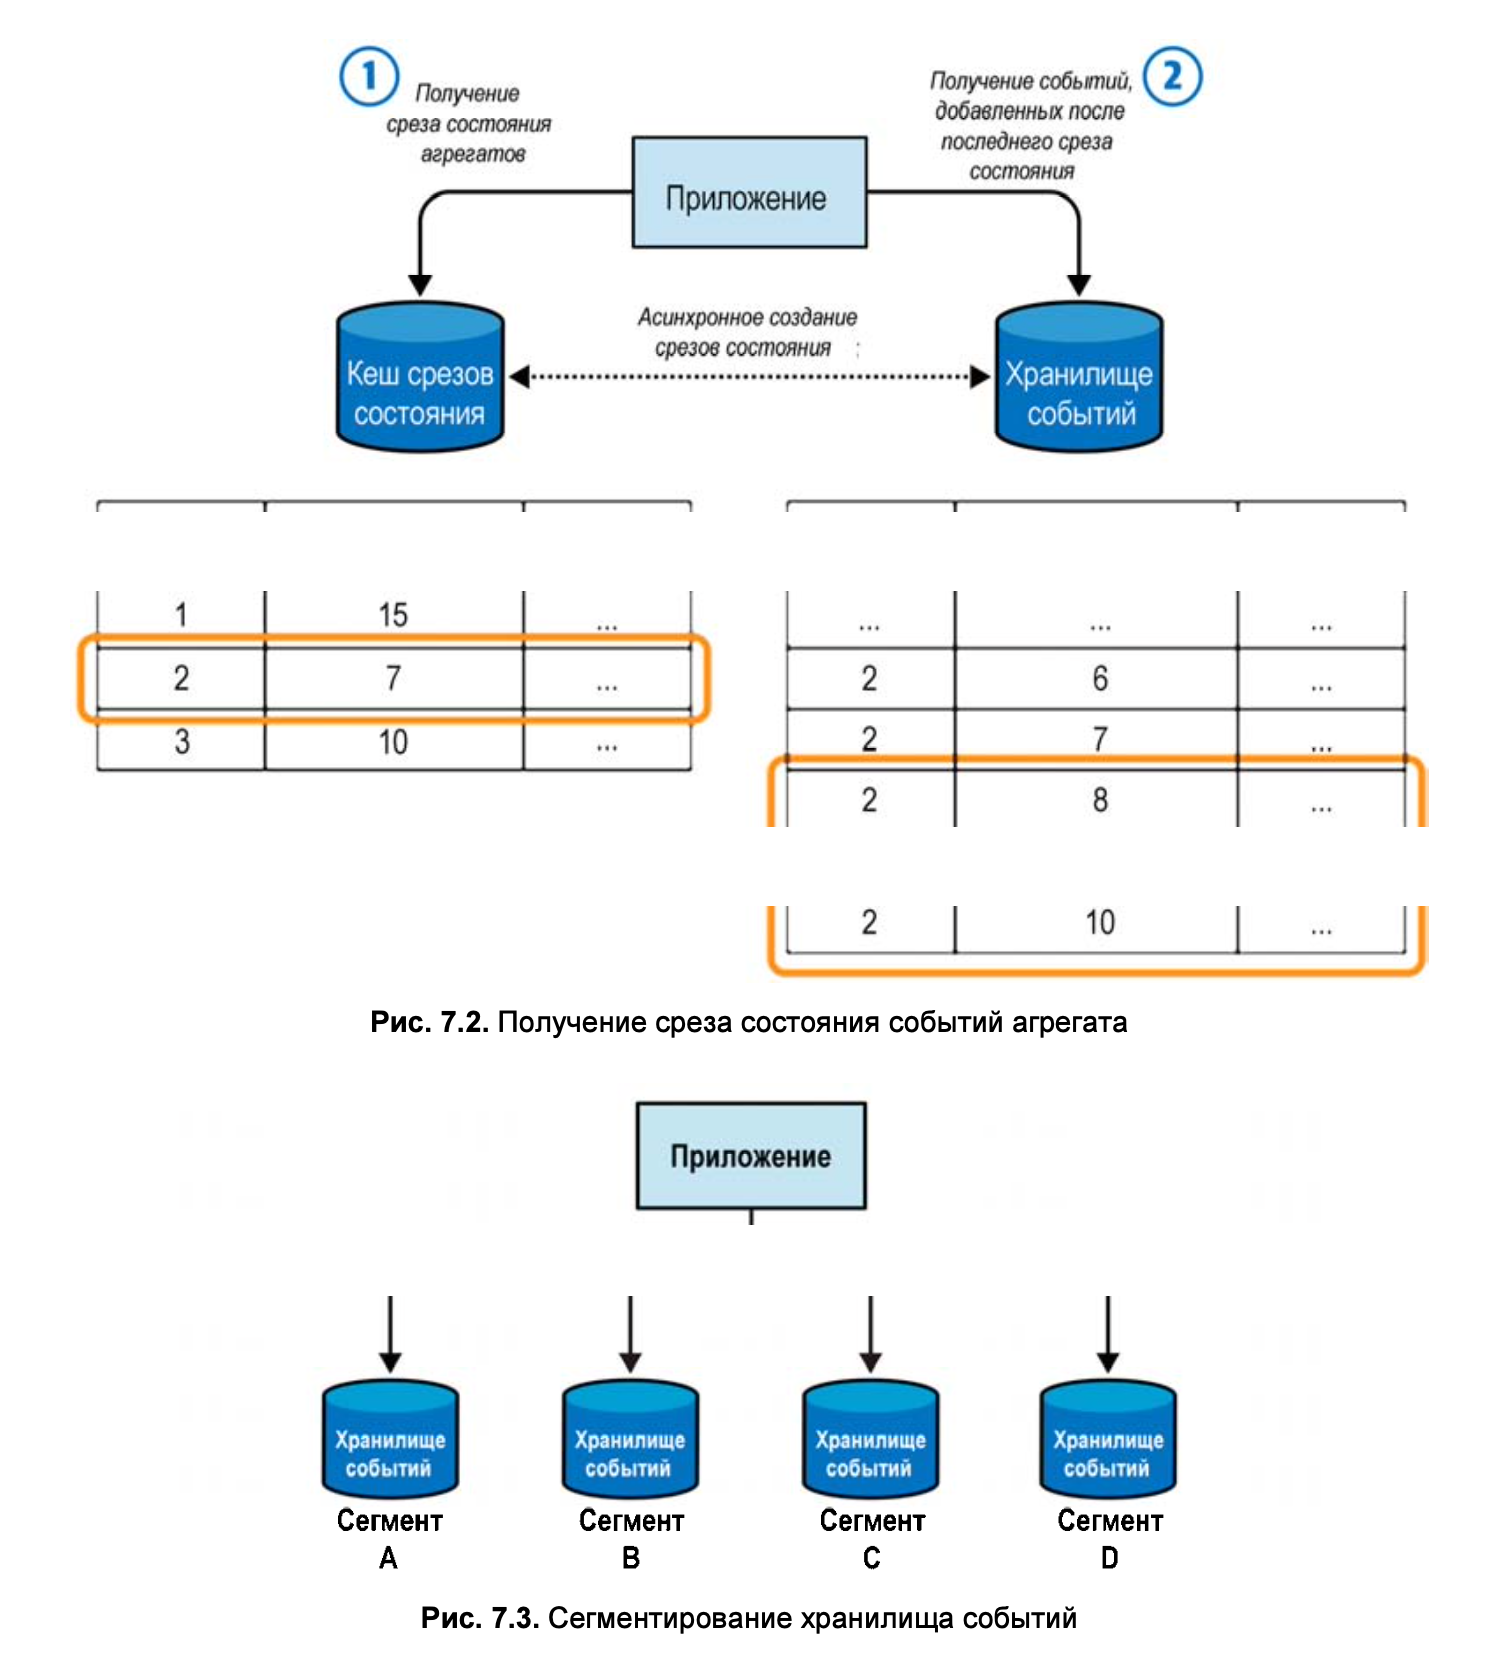 1
Получение
среза состояния
агрегатов
Получение событий,
добавленных после
последнего среза
состояния
2
Приложение
Асинхронное создание
срезов состояния
Кеш срезов
состояния
Хранилище
событий
1 15 ...
2 7 ...
3 10 ...
... ... ...
2 6 ...
2 7 ...
2 8 ...
2 10 ...
Рис. 7.2. Получение среза состояния событий агрегата
Приложение
Хранилище
событий
Сегмент
A
Хранилище
событий
Сегмент
B
Хранилище
событий
Сегмент
C
Хранилище
событий
Сегмент
D
Рис. 7.3. Сегментирование хранилища событий